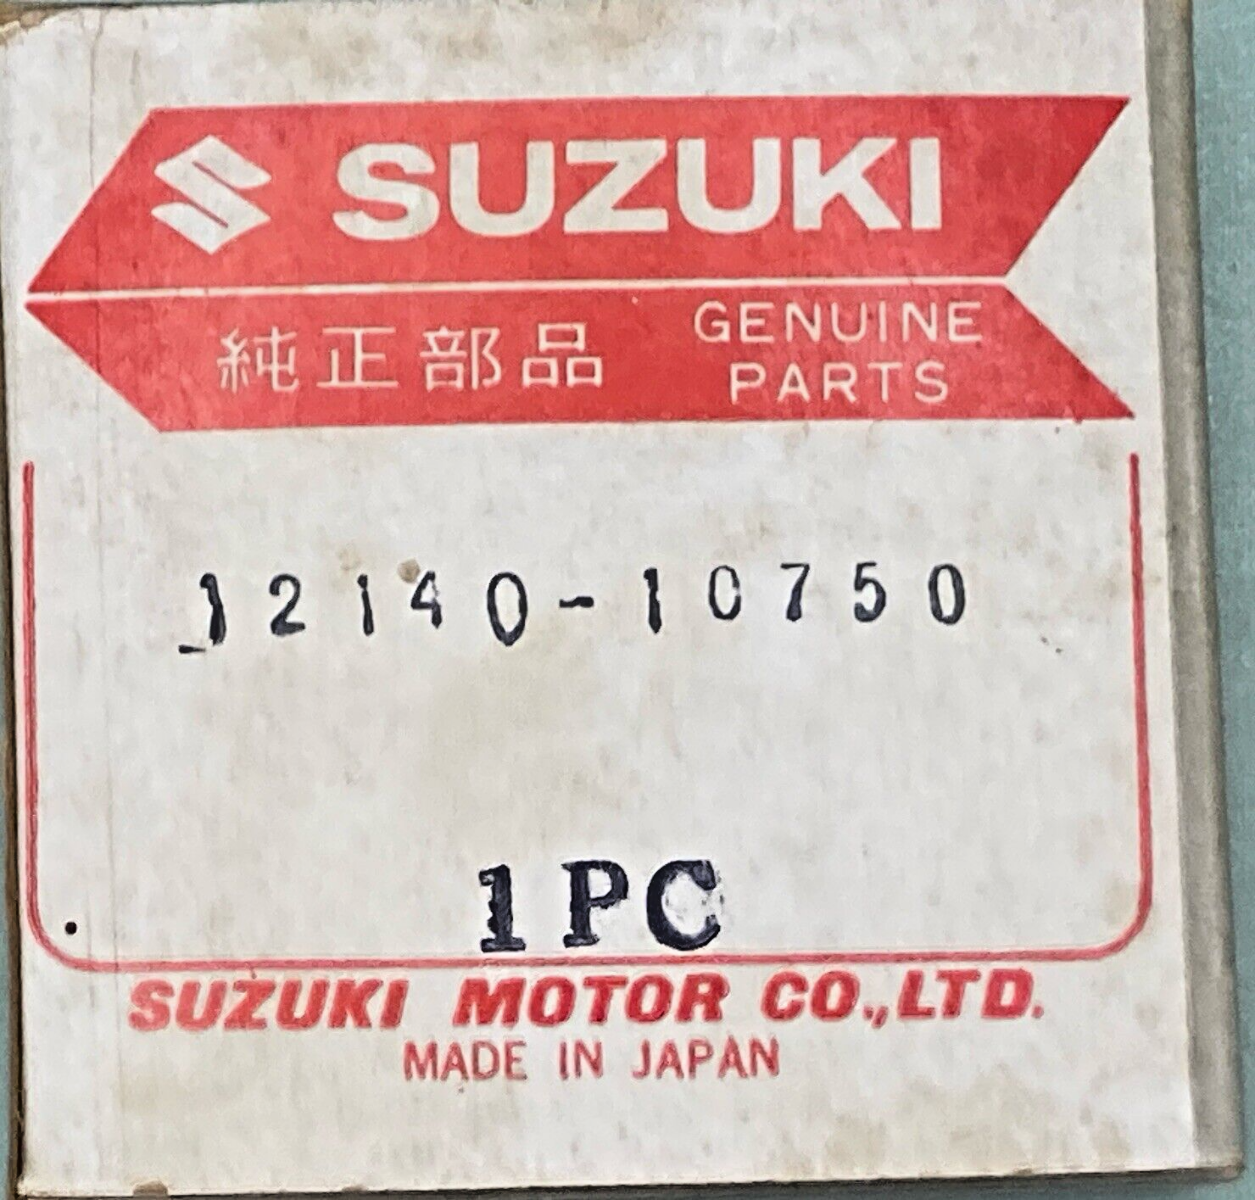 SUZUKI
純正部品 GENUINE PARTS
12140-10750
1PC
SUZUKI MOTOR CO.,LTD.
MADE IN JAPAN